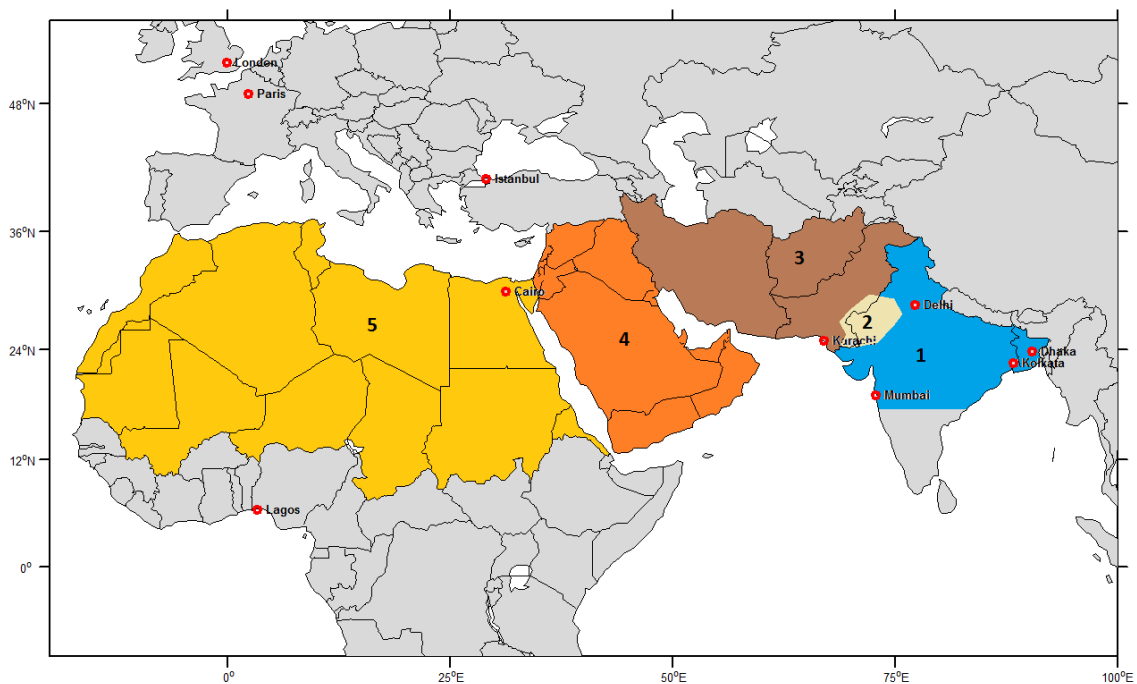 London
Paris
48°N
Istanbul
36°N
3
Cairo
Delhi
5
2
4
Karachi
24°N
1
Dhaka
Kolkata
Mumbai
12°N
Lagos
0°
0°
25°E
50°E
75°E
100°E